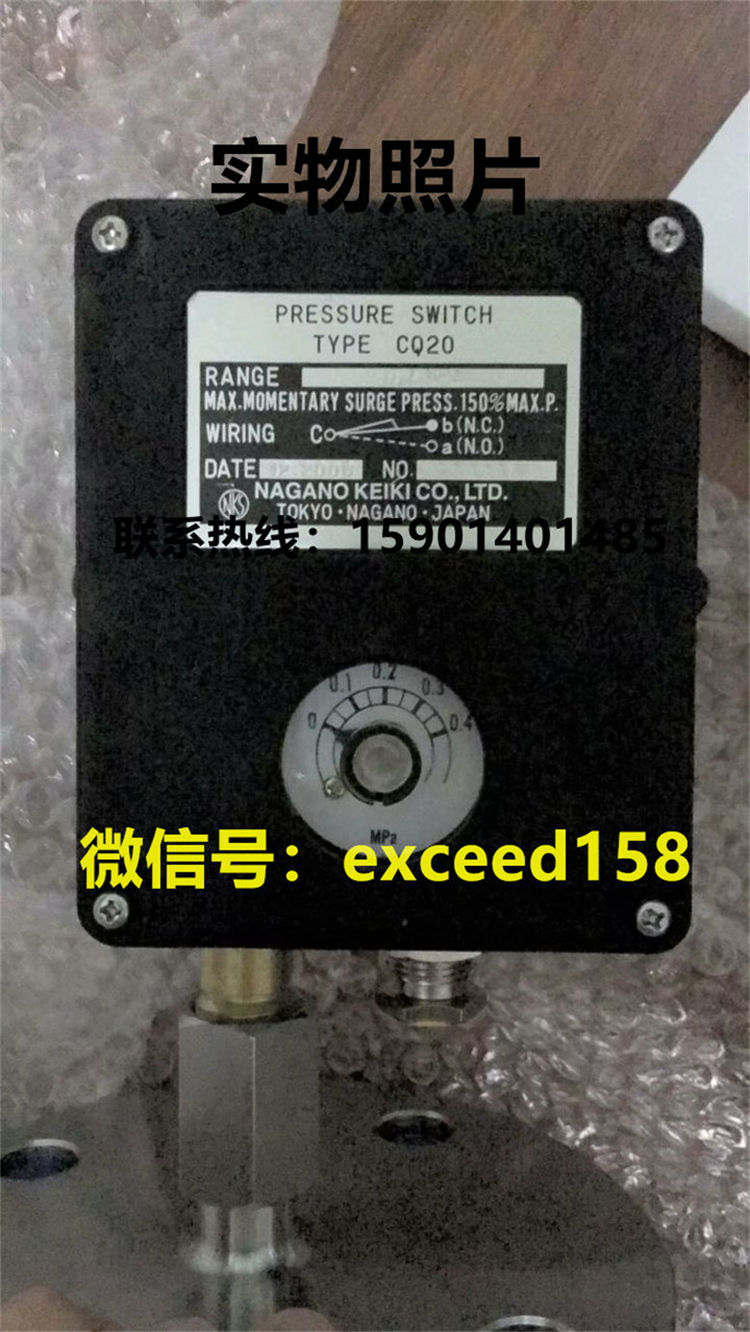 实物照片
PRESSURE SWITCH
TYPE CQ20
RANGE
MAX.MOMENTARY SURGE PRESS.150%MAX.P.
WIRING C b(N.C.)
a(N.O.)
DATE NO.
NKS NAGANO KEIKI CO.,LTD.
TOKYO・NAGANO・JAPAN
联系热线：15901401485
0 0.1 0.2 0.3 0.4
MPa
微信号：exceed158